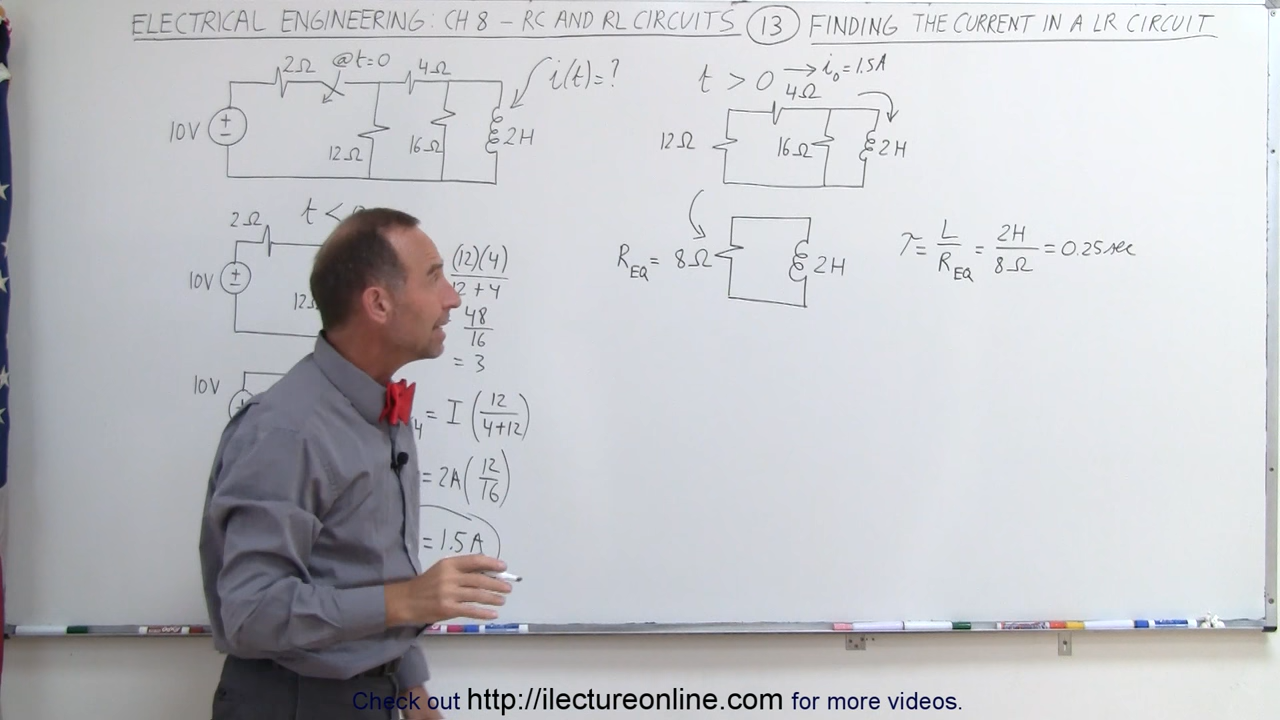 ELECTRICAL ENGINEERING: CH 8 – RC AND RL CIRCUITS (13) FINDING THE CURRENT IN A LR CIRCUIT
2Ω @t=0 4Ω i(t)=?
10V 12Ω 16Ω 2H
t <
2Ω
10V
10V
(12)(4)
12 + 4
48
16
= 3
4 = I (12/(4+12))
= 2A (12/16)
= 1.5A
t > 0 → i₀ = 1.5A
4Ω
12Ω 16Ω 2H
R_EQ = 8Ω 2H
τ = L/R_EQ = 2H/8Ω = 0.25 sec
Check out http://ilectureonline.com for more videos.